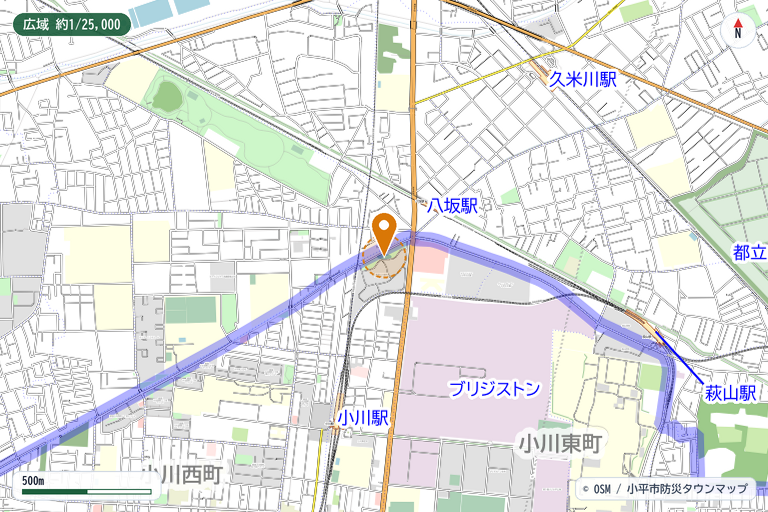 広域 約1/25,000
N
久米川駅
八坂駅
都立
ブリジストン
萩山駅
小川駅
小川東町
小川西町
500m
© OSM / 小平市防災タウンマップ